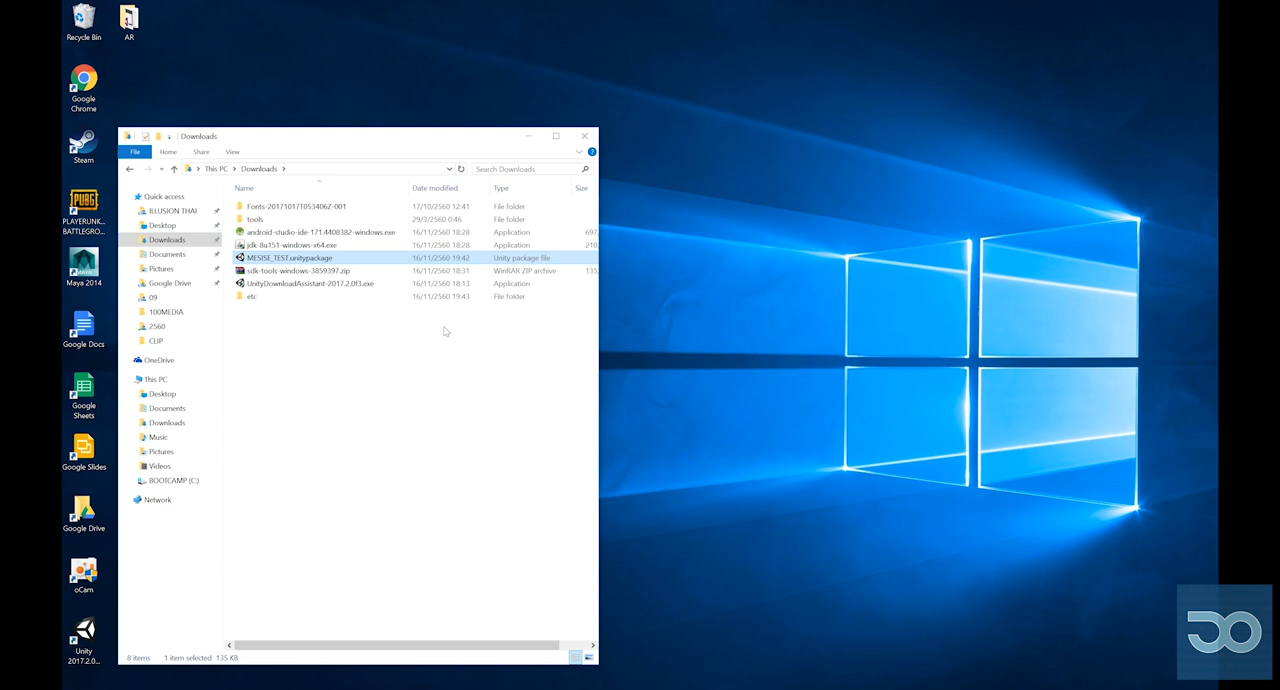 Recycle Bin
AR
Google
Chrome
Steam
PLAYERUNK...
BATTLEGRO...
Maya 2014
Google Docs
Google
Sheets
Google Slides
Google Drive
oCam
Unity
2017.2.0...
Downloads
File
Home
Share
View
This PC
Downloads
Search Downloads
Name
Date modified
Type
Size
Quick access
ILLUSION THAI
Desktop
Downloads
Documents
Pictures
Google Drive
09
100MEDIA
2560
CLIP
OneDrive
This PC
Desktop
Documents
Downloads
Music
Pictures
Videos
BOOTCAMP (C:)
Network
Fonts-20171017T053406Z-001 17/10/2560 12:41 File folder
tools 29/3/2560 0:46 File folder
android-studio-ide-171.4408382-windows.exe 16/11/2560 18:28 Application 697,
jdk-8u151-windows-x64.exe 16/11/2560 18:28 Application 210,
MESISE_TEST.unitypackage 16/11/2560 19:42 Unity package file
sdk-tools-windows-3859397.zip 16/11/2560 18:31 WinRAR ZIP archive 135,
UnityDownloadAssistant-2017.2.0f3.exe 16/11/2560 18:13 Application
etc 16/11/2560 19:43 File folder
8 items 1 item selected 135 KB